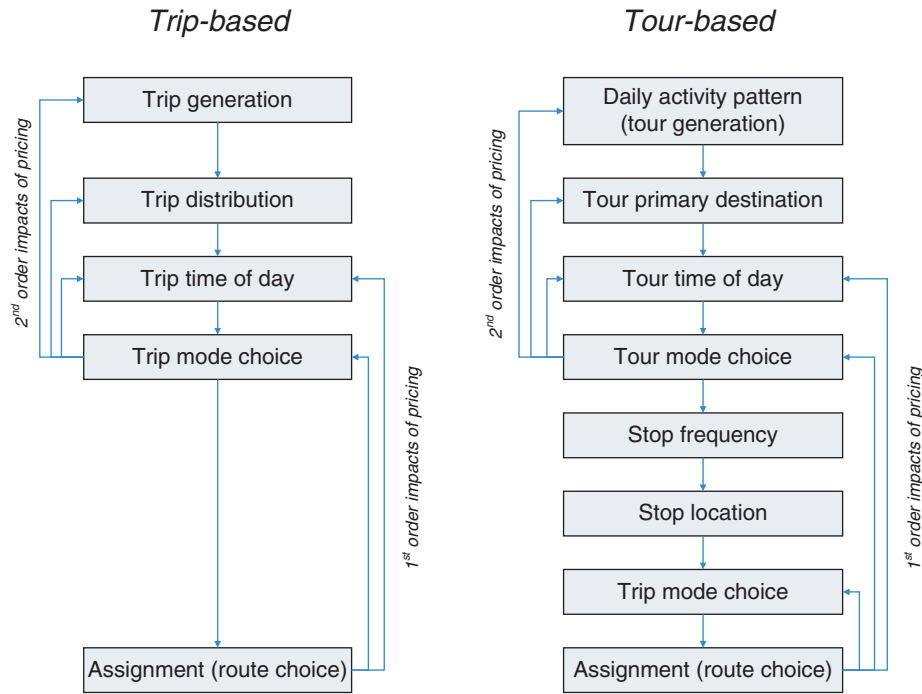 Trip-based
Trip generation
Trip distribution
Trip time of day
Trip mode choice
Assignment (route choice)
2nd order impacts of pricing
1st order impacts of pricing
Tour-based
Daily activity pattern
(tour generation)
Tour primary destination
Tour time of day
Tour mode choice
Stop frequency
Stop location
Trip mode choice
Assignment (route choice)
2nd order impacts of pricing
1st order impacts of pricing